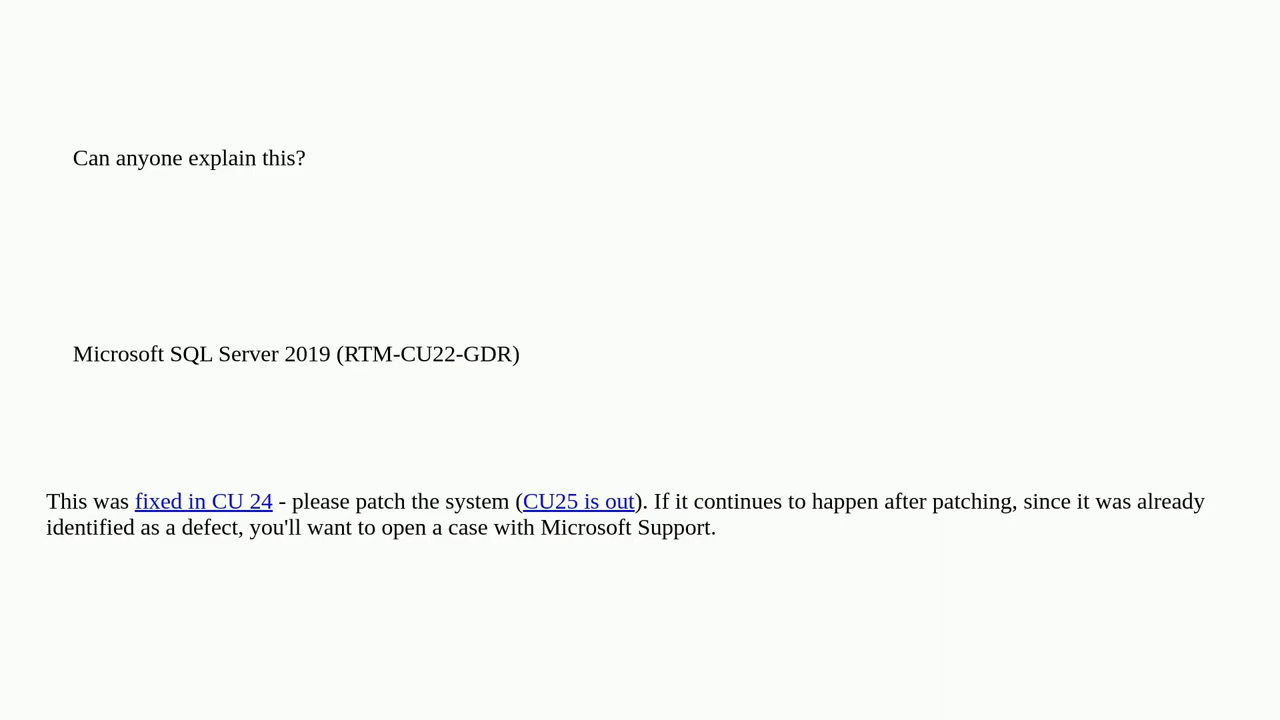 Can anyone explain this?
Microsoft SQL Server 2019 (RTM-CU22-GDR)
This was fixed in CU 24 - please patch the system (CU25 is out). If it continues to happen after patching, since it was already
identified as a defect, you'll want to open a case with Microsoft Support.